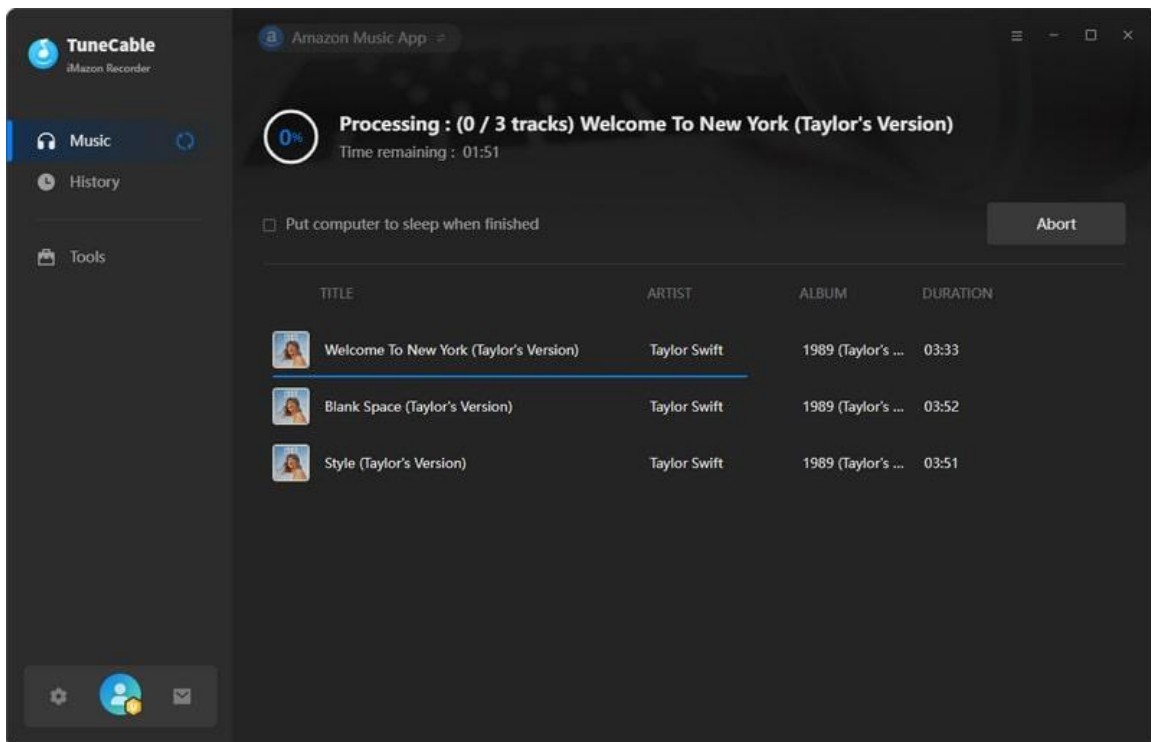 TuneCable
iMazon Recorder
Amazon Music App
Music
History
Tools
0%
Processing : (0 / 3 tracks) Welcome To New York (Taylor's Version)
Time remaining : 01:51
Put computer to sleep when finished
Abort
TITLE ARTIST ALBUM DURATION
Welcome To New York (Taylor's Version) Taylor Swift 1989 (Taylor's ... 03:33
Blank Space (Taylor's Version) Taylor Swift 1989 (Taylor's ... 03:52
Style (Taylor's Version) Taylor Swift 1989 (Taylor's ... 03:51